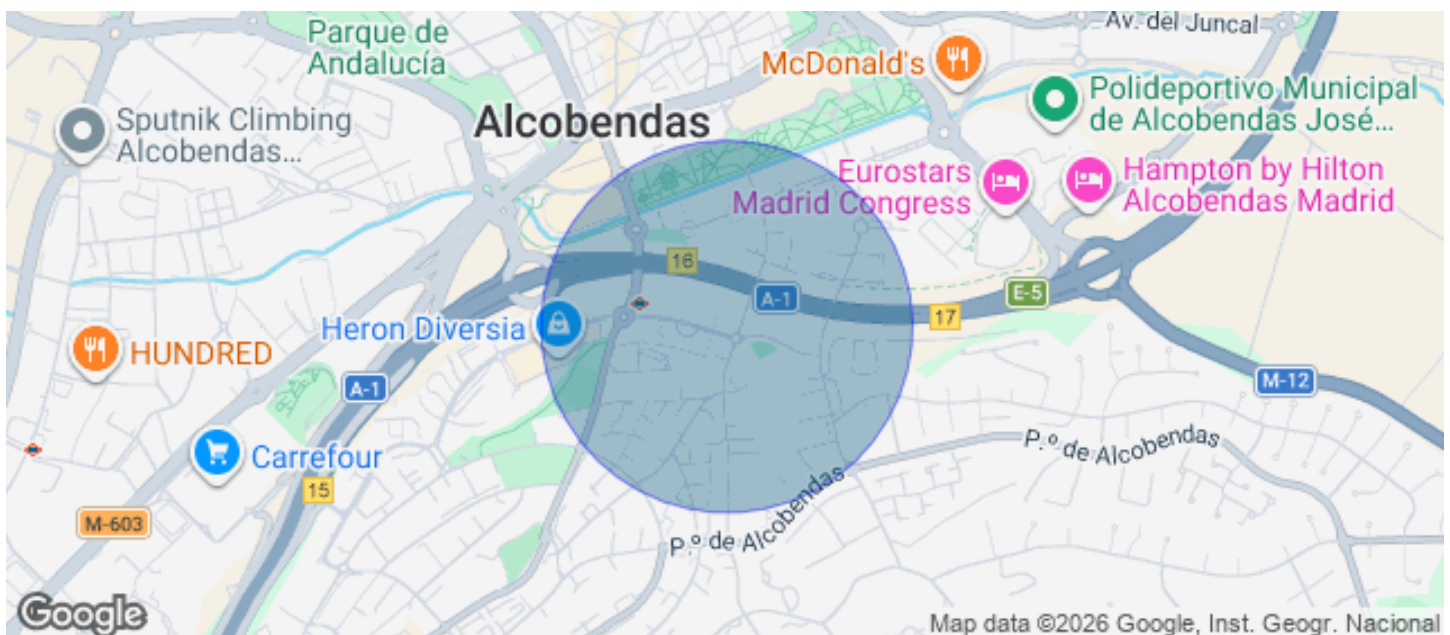 Av. del Juncal
Parque de
Andalucía
McDonald's
Polideportivo Municipal
de Alcobendas José...
Sputnik Climbing
Alcobendas...
Alcobendas
Eurostars
Madrid Congress
Hampton by Hilton
Alcobendas Madrid
16
A-1
E-5
17
Heron Diversia
HUNDRED
A-1
M-12
P.º de Alcobendas
Carrefour
15
M-603
P.º de Alcobendas
Google
Map data ©2026 Google, Inst. Geogr. Nacional